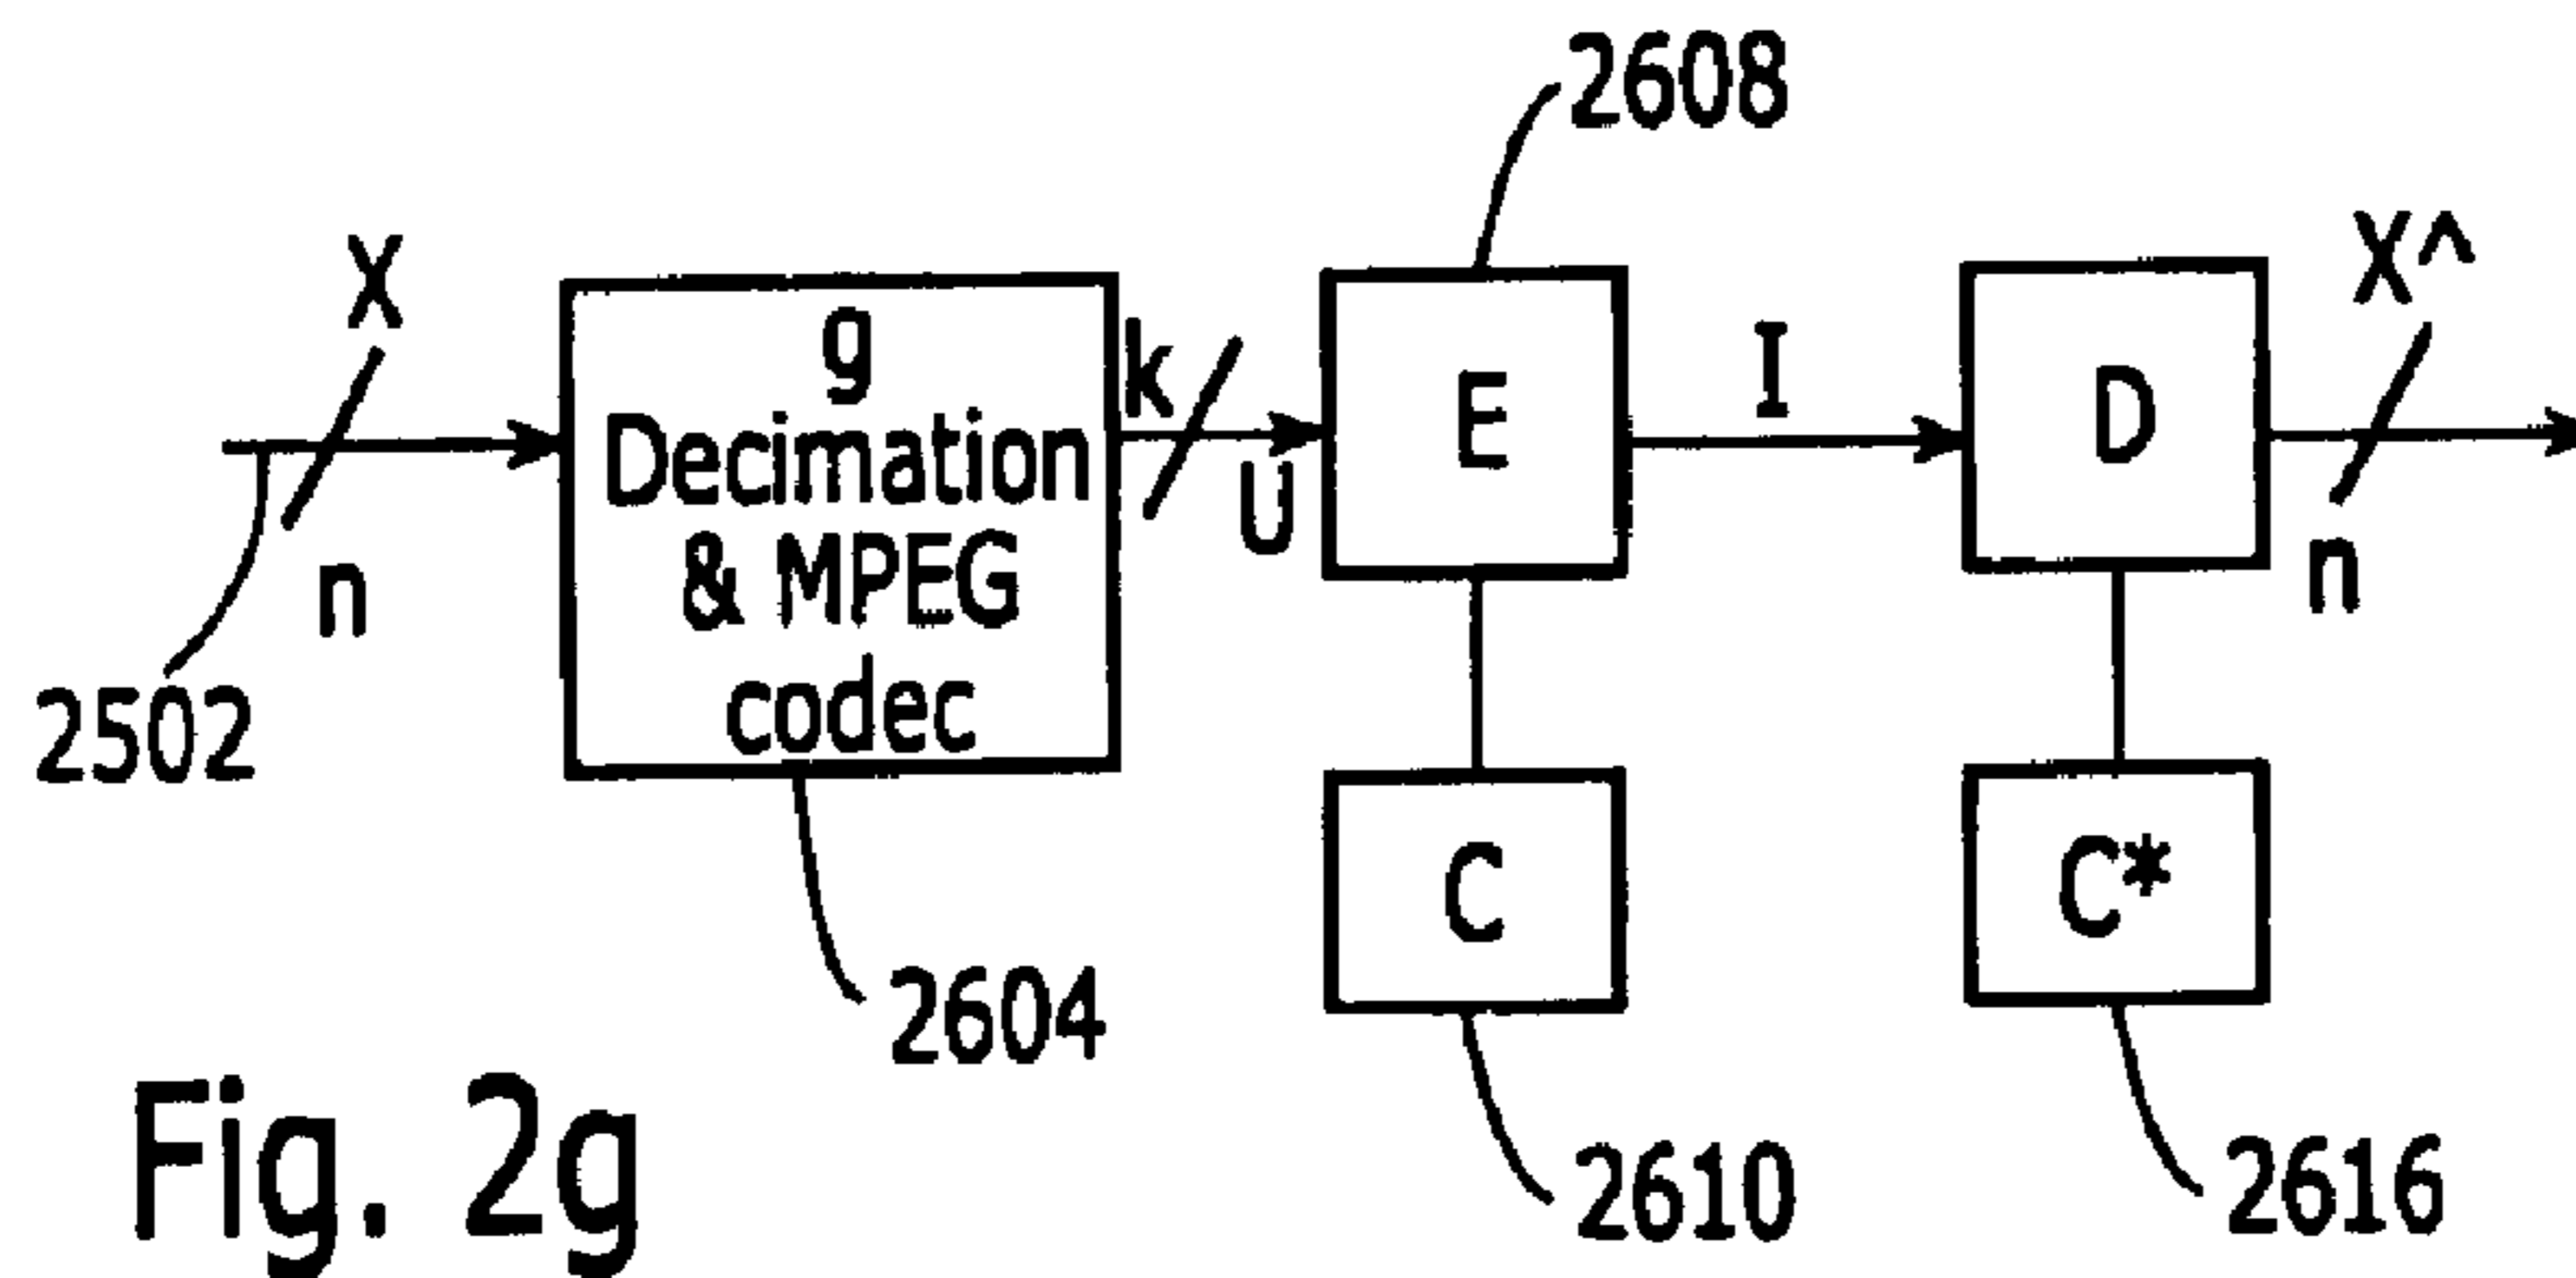 2608
X
X^
g
Decimation
& MPEG
codec
k
U
E
I
D
n
n
2502
C
C*
2604
2610
2616
Fig. 2g